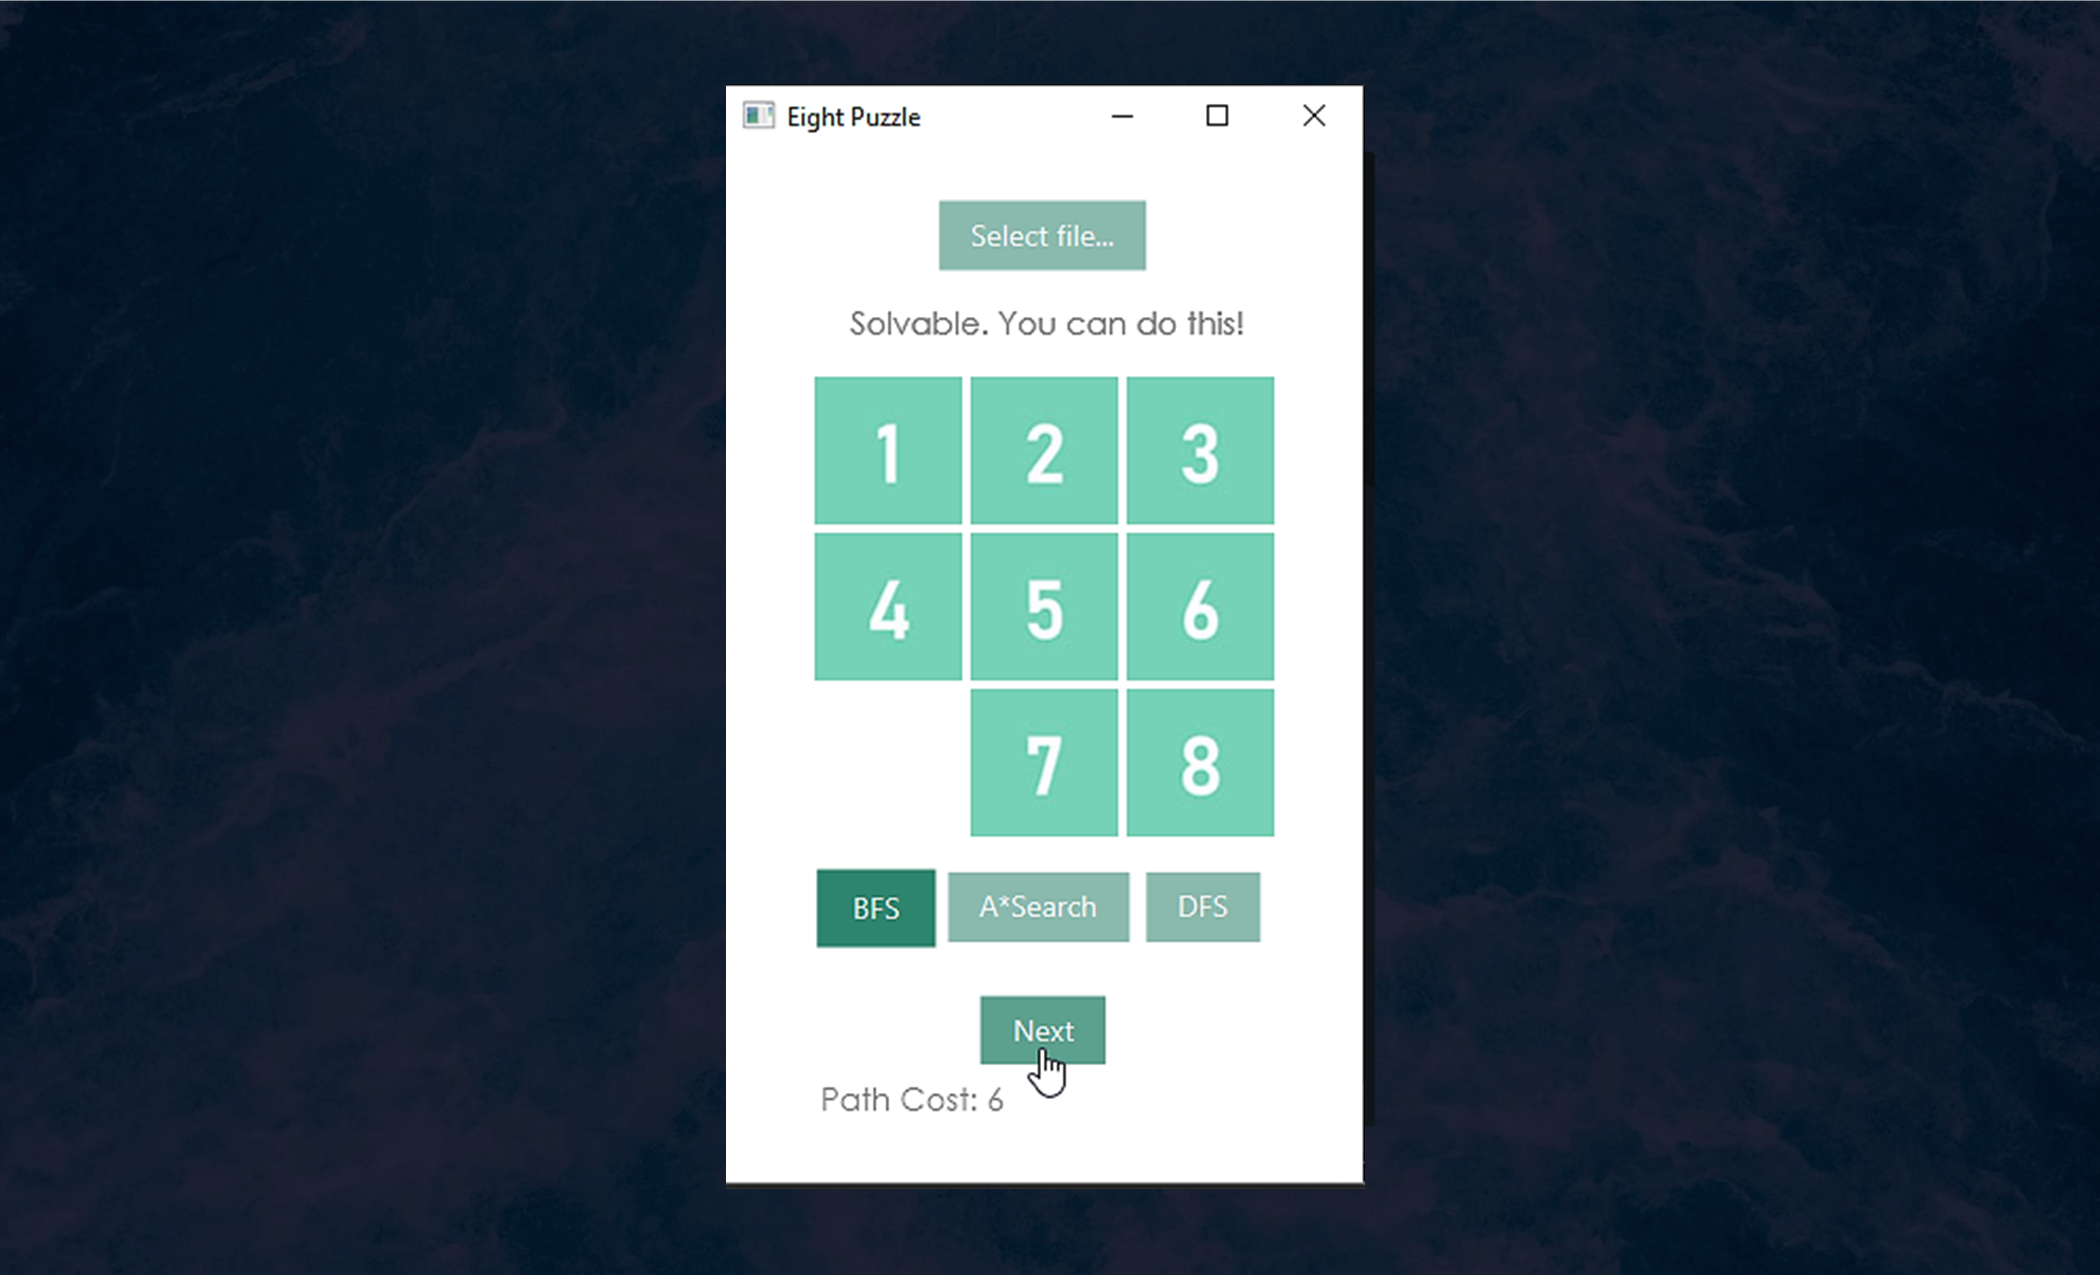 Eight Puzzle
Select file...
Solvable. You can do this!
1 2 3
4 5 6
7 8
BFS A*Search DFS
Next
Path Cost: 6